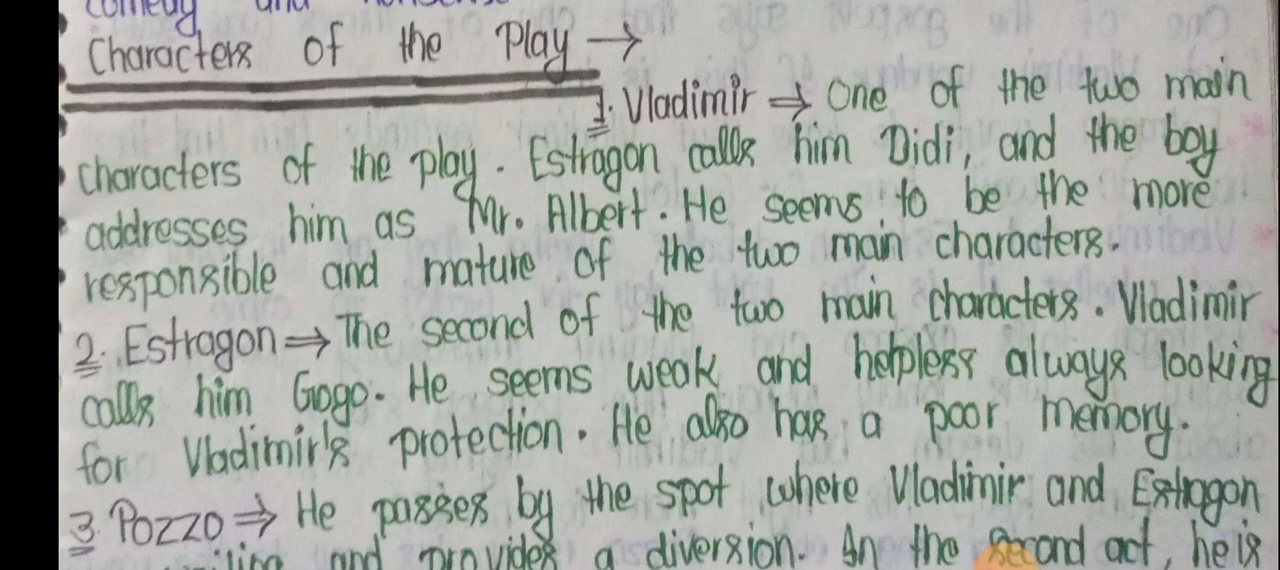 comedy and nonsense
Characters of the Play →
1. Vladimir ⇒ One of the two main
characters of the play. Estragon calls him Didi, and the boy
addresses him as Mr. Albert. He seems to be the more
responsible and mature of the two main characters.
2. Estragon ⇒ The second of the two main characters. Vladimir
calls him Gogo. He seems weak and helpless always looking
for Vladimir's protection. He also has a poor memory.
3. Pozzo ⇒ He passes by the spot where Vladimir and Estragon
and provides a diversion. In the second act, he is